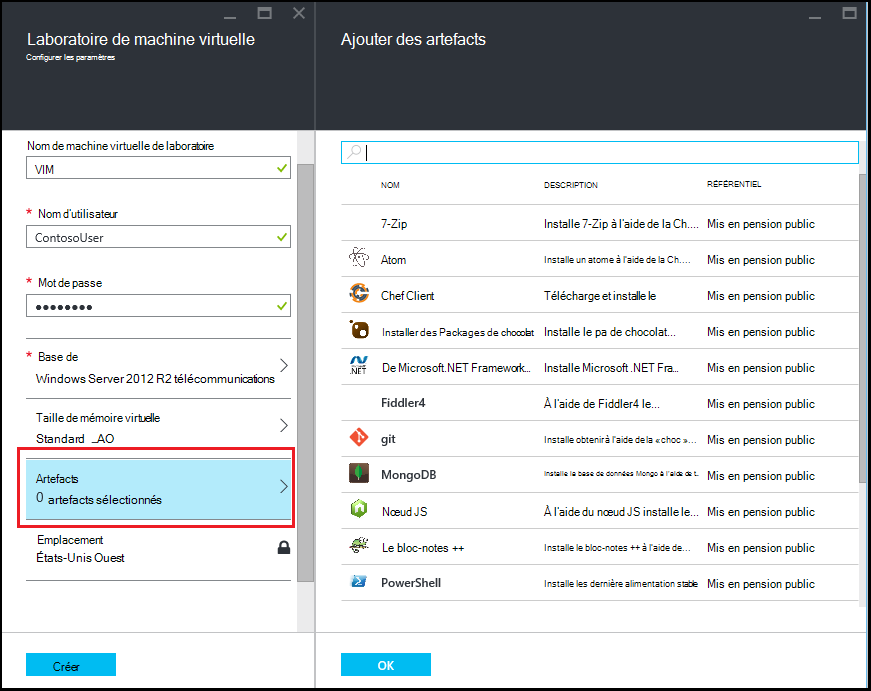 Laboratoire de machine virtuelle
Configurer les paramètres
Nom de machine virtuelle de laboratoire
VIM
* Nom d'utilisateur
ContosoUser
* Mot de passe
••••••••
* Base de
Windows Server 2012 R2 télécommunications
Taille de mémoire virtuelle
Standard _AO
Artefacts
0 artefacts sélectionnés
Emplacement
États-Unis Ouest
Créer
Ajouter des artefacts
NOM DESCRIPTION RÉFÉRENTIEL
7-Zip Installe 7-Zip à l'aide de la Ch.... Mis en pension public
Atom Installe un atome à l'aide de la Ch.... Mis en pension public
Chef Client Télécharge et installe le Mis en pension public
Installer des Packages de chocolat Installe le pa de chocolat... Mis en pension public
.NET De Microsoft.NET Framework... Installe Microsoft .NET Fra... Mis en pension public
Fiddler4 À l'aide de Fiddler4 le... Mis en pension public
git Installe obtenirà l'aide de la « choc »... Mis en pension public
MongoDB Installe la base de données Mongo à l'aide de t.. Mis en pension public
Nœud JS À l'aide du nœud JS installe le... Mis en pension public
Le bloc-notes ++ Installe le bloc-notes ++ à l'aide de... Mis en pension public
PowerShell Installe les dernière alimentation stable Mis en pension public
OK